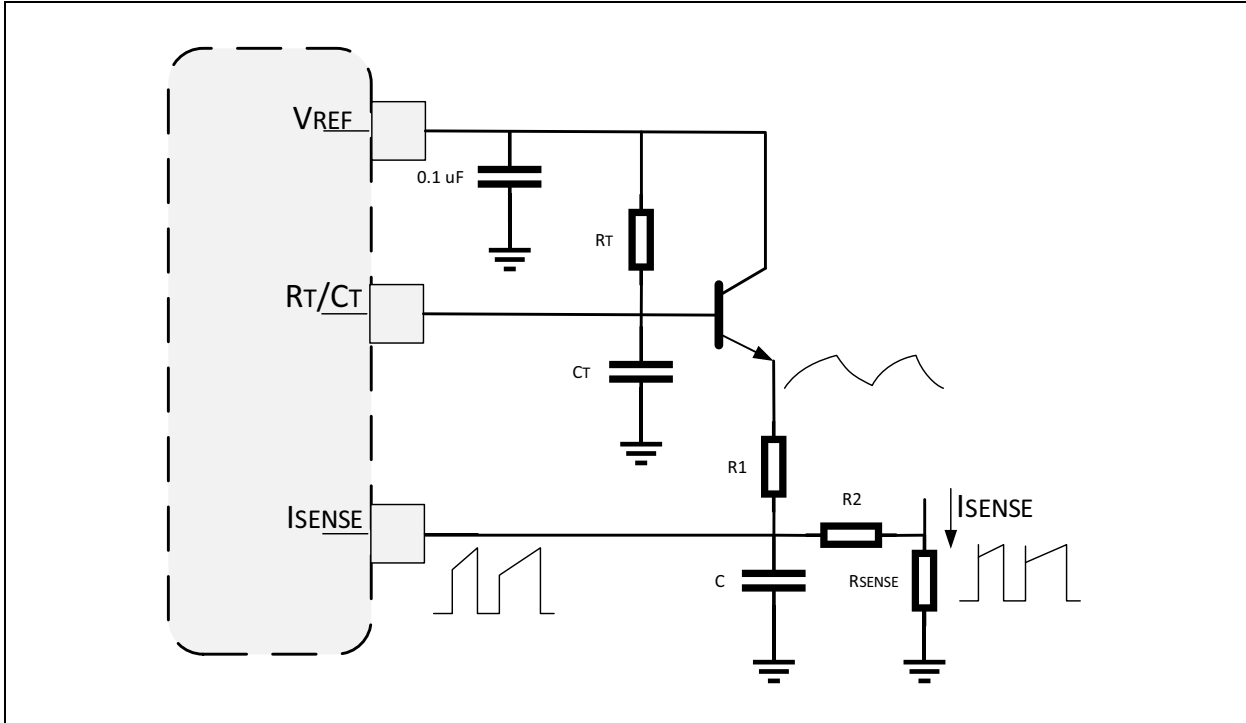 VREF
0.1 uF
RT
RT/CT
CT
R1
R2
ISENSE
ISENSE
C
RSENSE